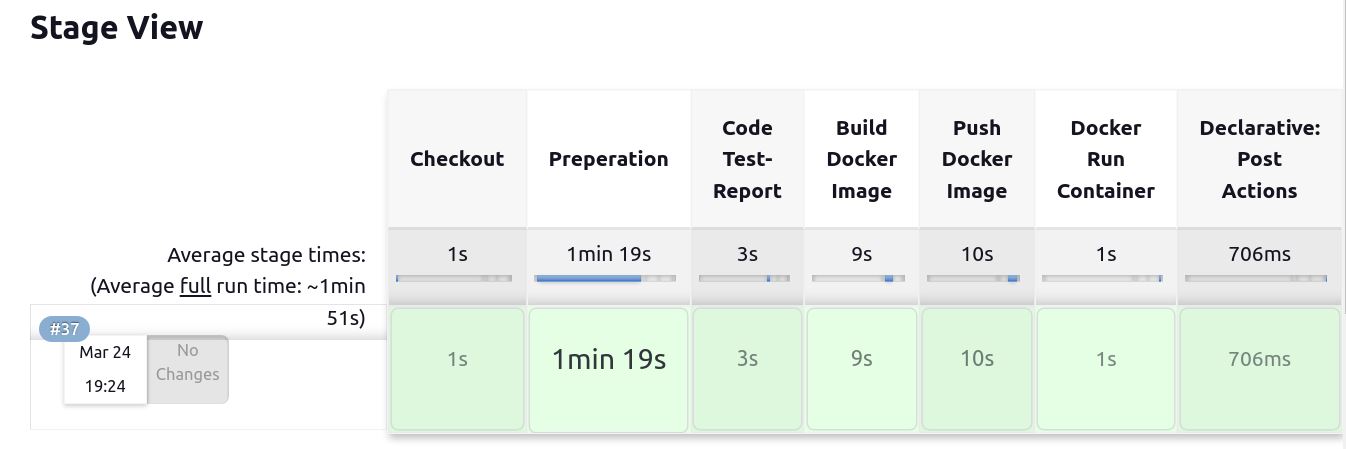 Stage View
Checkout
Preperation
Code
Test-
Report
Build
Docker
Image
Push
Docker
Image
Docker
Run
Container
Declarative:
Post
Actions
Average stage times:
(Average full run time: ~1min
51s)
1s
1min 19s
3s
9s
10s
1s
706ms
#37
Mar 24
19:24
No
Changes
1s
1min 19s
3s
9s
10s
1s
706ms